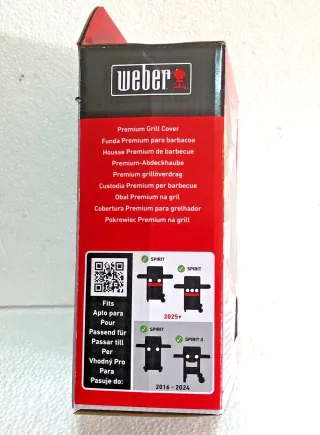 weber
Premium Grill Cover
Funda Premium para barbacoa
Housse Premium de barbecue
Premium-Abdeckhaube
Premium grillöverdrag
Custodia Premium per barbecue
Obal Premium na gril
Cobertura Premium para grelhador
Pokrowiec Premium na grill
Fits
Apto para
Pour
Passend für
Passar till
Per
Vhodný Pro
Para
Pasuje do:
SPIRIT
SPIRIT
2025+
SPIRIT
SPIRIT II
2016 - 2024